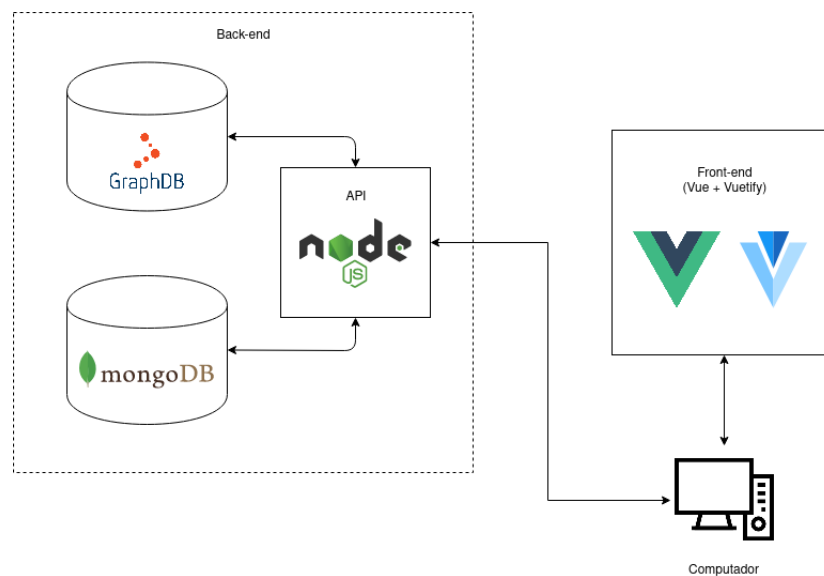 Back-end
GraphDB
API
node
JS
mongoDB
Front-end
(Vue + Vuetify)
Computador